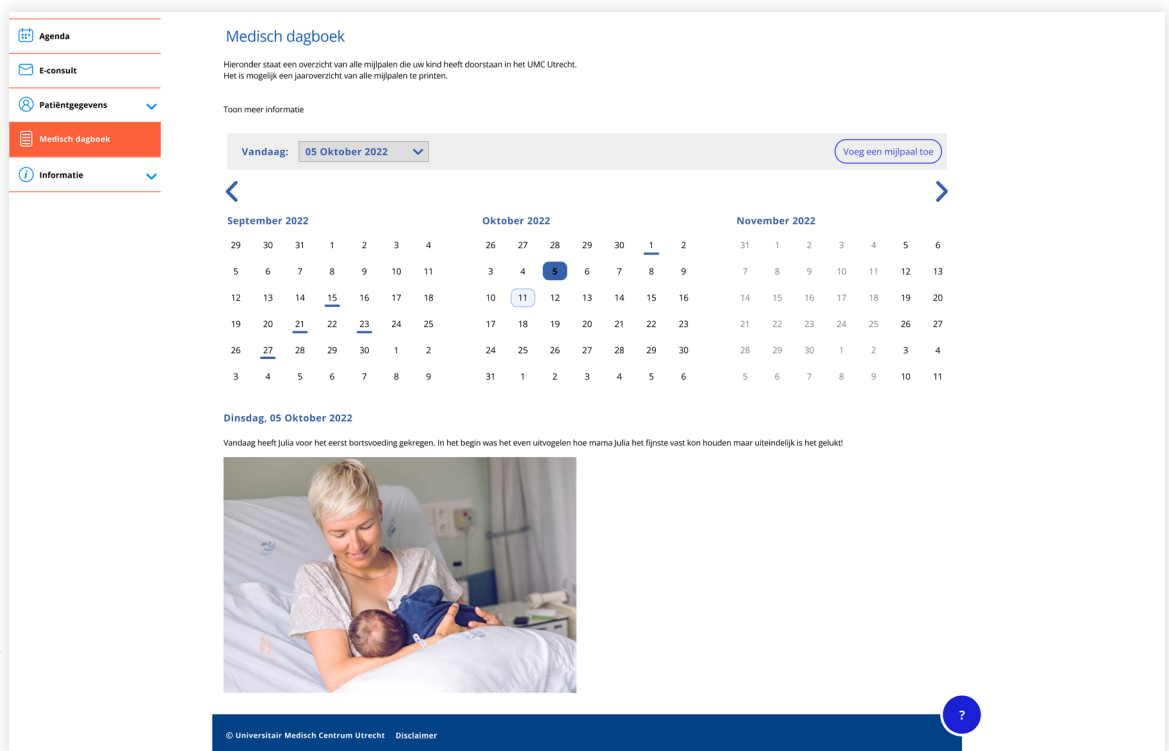 Agenda
E-consult
Patiëntgegevens
Medisch dagboek
Informatie
Medisch dagboek
Hieronder staat een overzicht van alle mijlpalen die uw kind heeft doorstaan in het UMC Utrecht.
Het is mogelijk een jaaroverzicht van alle mijlpalen te printen.
Toon meer informatie
Vandaag: 05 Oktober 2022
Voeg een mijlpaal toe
September 2022
29 30 31 1 2 3 4
5 6 7 8 9 10 11
12 13 14 15 16 17 18
19 20 21 22 23 24 25
26 27 28 29 30 1 2
3 4 5 6 7 8 9
Oktober 2022
26 27 28 29 30 1 2
3 4 5 6 7 8 9
10 11 12 13 14 15 16
17 18 19 20 21 22 23
24 25 26 27 28 29 30
31 1 2 3 4 5 6
November 2022
31 1 2 3 4 5 6
7 8 9 10 11 12 13
14 15 16 17 18 19 20
21 22 23 24 25 26 27
28 29 30 1 2 3 4
5 6 7 8 9 10 11
Dinsdag, 05 Oktober 2022
Vandaag heeft Julia voor het eerst bortsvoeding gekregen. In het begin was het even uitvogelen hoe mama Julia het fijnste vast kon houden maar uiteindelijk is het gelukt!
?
© Universitair Medisch Centrum Utrecht Disclaimer